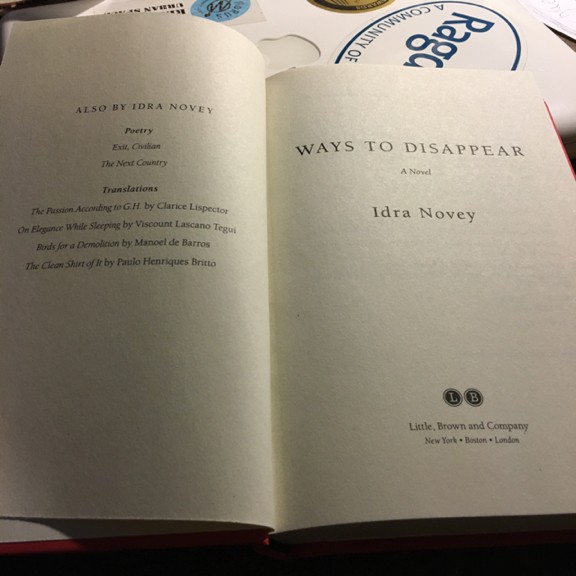 URBAN SPA
A COMMUNITY OF
Rag
ALSO BY IDRA NOVEY
Poetry
Exit, Civilian
The Next Country
Translations
The Passion According to G.H. by Clarice Lispector
On Elegance While Sleeping by Viscount Lascano Tegui
Birds for a Demolition by Manoel de Barros
The Clean Shirt of It by Paulo Henriques Britto
WAYS TO DISAPPEAR
A Novel
Idra Novey
L B
Little, Brown and Company
New York • Boston • London